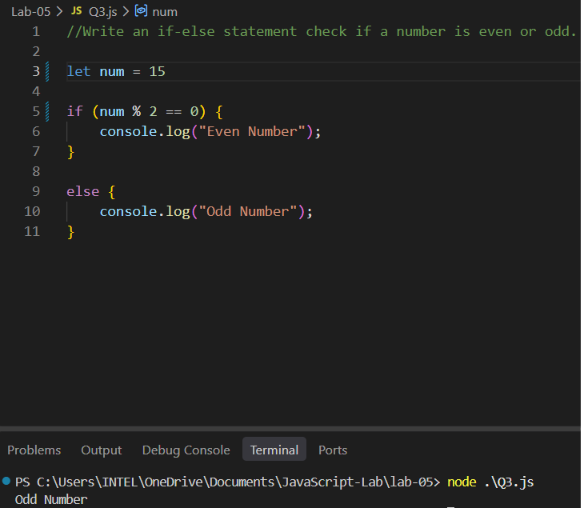 Lab-05 > JS Q3.js > num
1 //Write an if-else statement check if a number is even or odd.
2
3 let num = 15
4
5 if (num % 2 == 0) {
6     console.log("Even Number");
7 }
8
9 else {
10     console.log("Odd Number");
11 }
Problems Output Debug Console Terminal Ports
PS C:\Users\INTEL\OneDrive\Documents\JavaScript-Lab\lab-05> node .\Q3.js
Odd Number